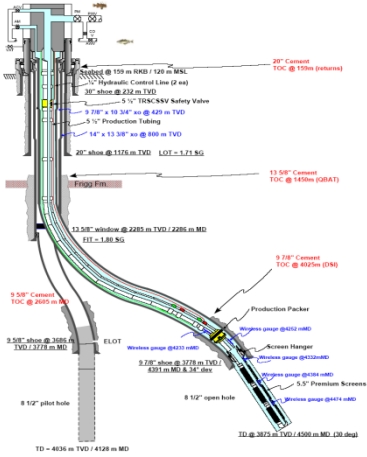 20" Cement
TOC @ 159m (returns)
Seabed @ 159 m RKB / 120 m MSL
¼" Hydraulic Control Line (2 ea)
30" shoe @ 232 m TVD
5 ½" TRSCSSV Safety Valve
9 7/8" x 10 3/4" xo @ 429 m TVD
5 ½" Production Tubing
14" x 13 3/8" xo @ 800 m TVD
20" shoe @ 1176 m TVD LOT = 1.71 SG
13 5/8" Cement
TOC @ 1450m (QBAT)
Frigg Fm.
13 5/8" window @ 2285 m TVD / 2286 m MD
FIT = 1.80 SG
9 7/8" Cement
TOC @ 4025m (DSI)
9 5/8" Cement
TOC @ 2605 m MD
Production Packer
Wireless gauge @4252 mMD
Wireless gauge @4233 mMD
Screen Hanger
Wireless gauge @4332mMD
9 5/8" shoe @ 3686 m
TVD / 3778 m MD
ELOT
9 7/8" shoe @ 3778 m TVD /
4391 m MD & 34° dev
Wireless gauge @4384 mMD
5.5" Premium Screens
8 1/2" open hole
8 1/2" pilot hole
Wireless gauge @4474 mMD
TD @ 3875 m TVD / 4500 m MD (30 deg)
TD = 4036 m TVD / 4128 m MD